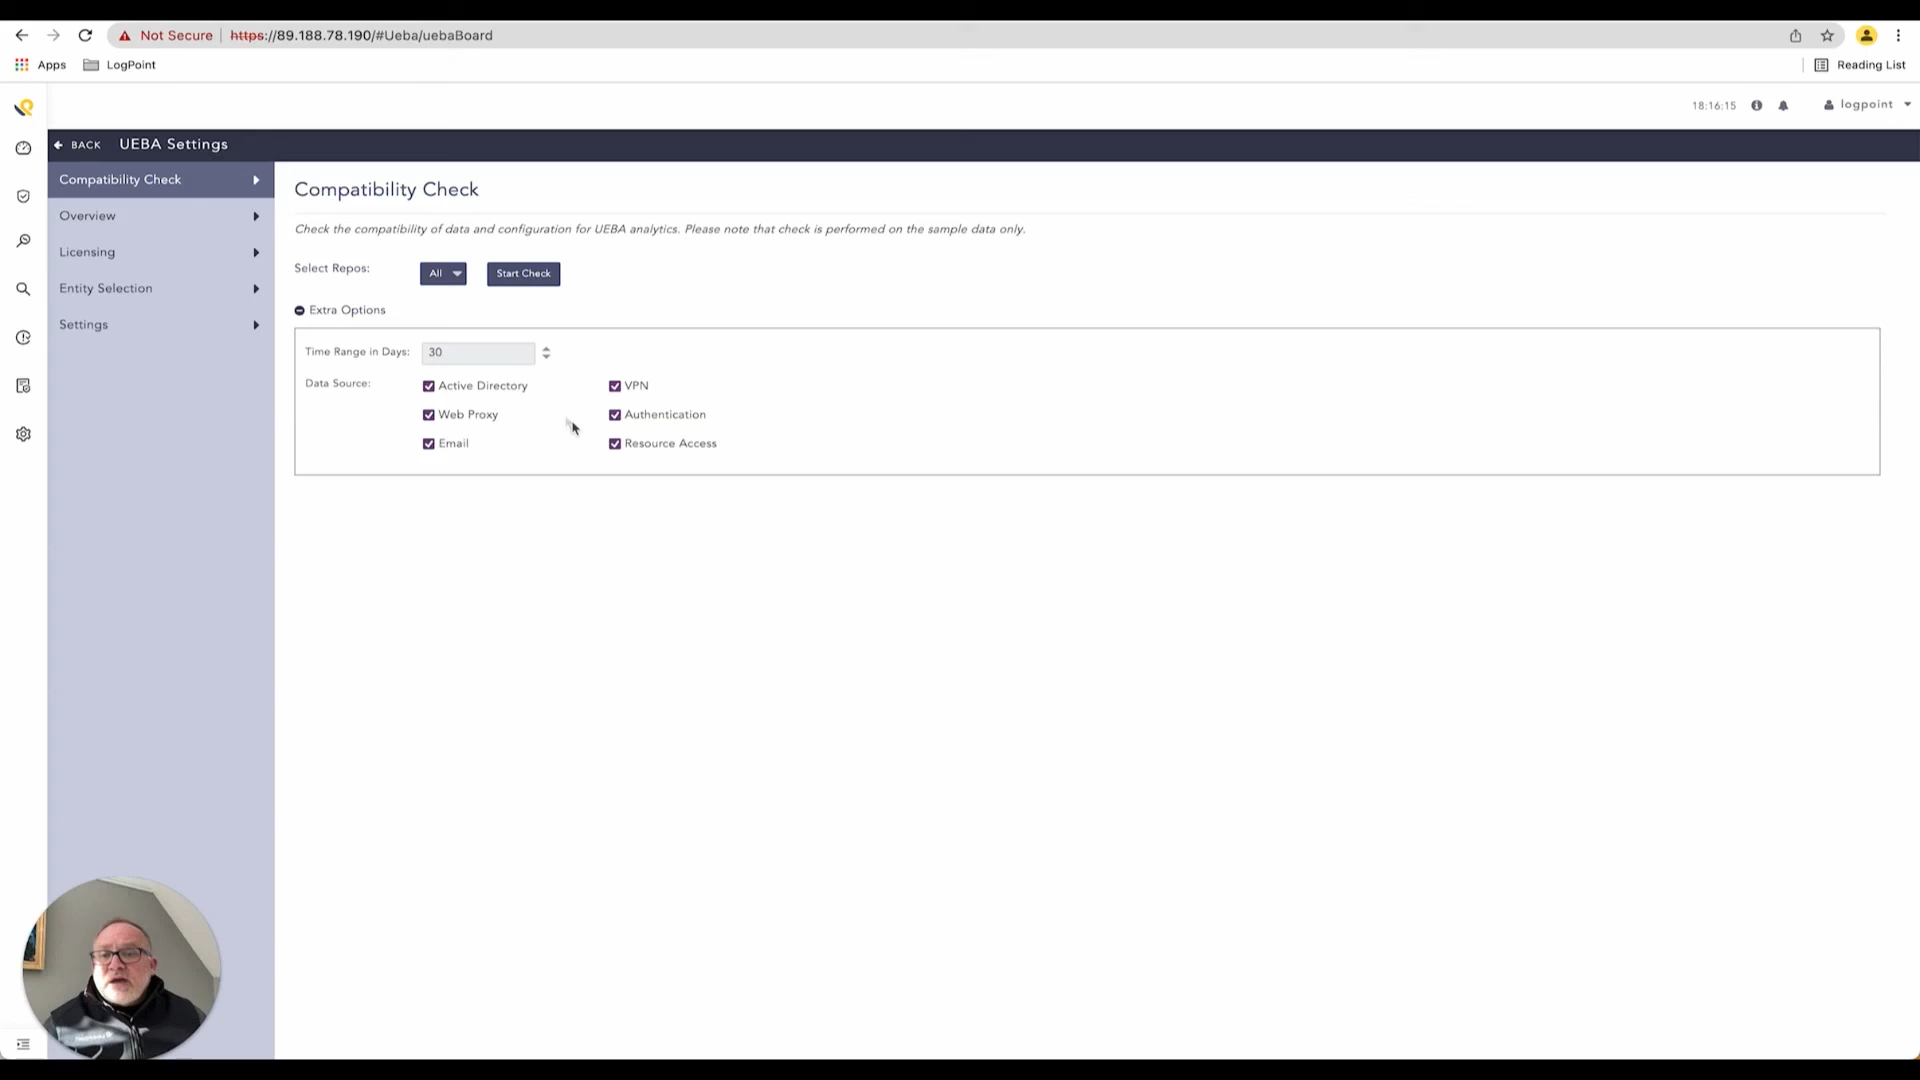 Not Secure https://89.188.78.190/#Ueba/uebaBoard
Apps LogPoint Reading List
18:16:15 logpoint
BACK UEBA Settings
Compatibility Check
Overview
Licensing
Entity Selection
Settings
Compatibility Check
Check the compatibility of data and configuration for UEBA analytics. Please note that check is performed on the sample data only.
Select Repos: All Start Check
Extra Options
Time Range in Days: 30
Data Source: Active Directory VPN
Web Proxy Authentication
Email Resource Access